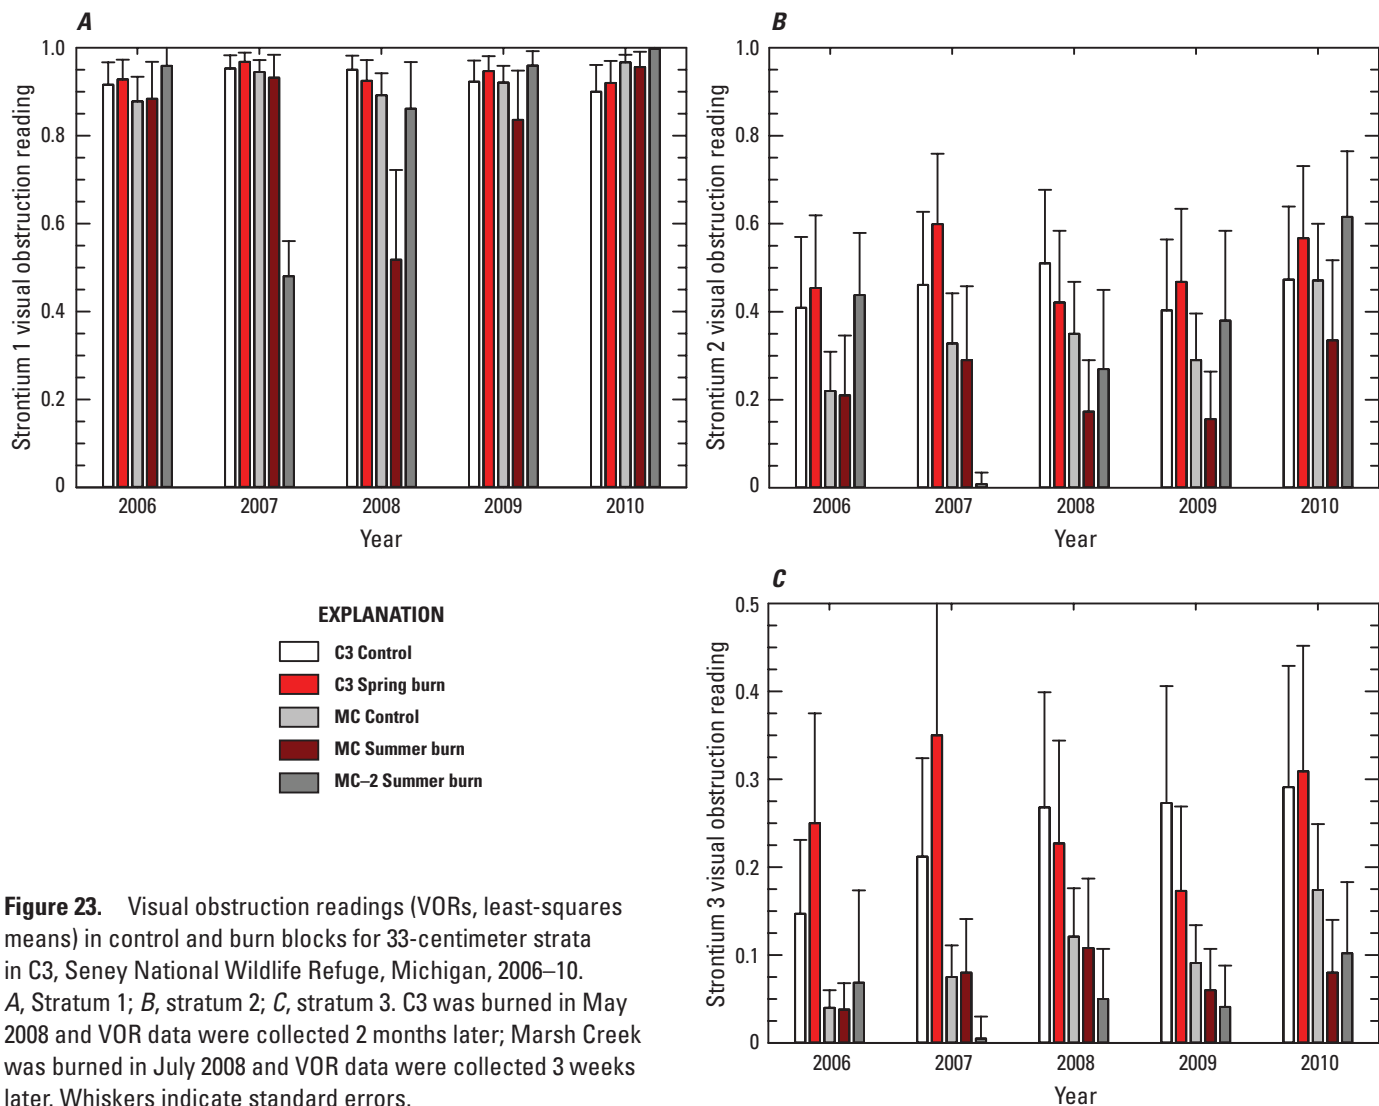 A
1.0
0.8
0.6
0.4
0.2
0
Strontium 1 visual obstruction reading
2006 2007 2008 2009 2010
Year
B
1.0
0.8
0.6
0.4
0.2
0
Strontium 2 visual obstruction reading
2006 2007 2008 2009 2010
Year
EXPLANATION
C3 Control
C3 Spring burn
MC Control
MC Summer burn
MC–2 Summer burn
C
0.5
0.4
0.3
0.2
0.1
0
Strontium 3 visual obstruction reading
2006 2007 2008 2009 2010
Year
Figure 23. Visual obstruction readings (VORs, least-squares
means) in control and burn blocks for 33-centimeter strata
in C3, Seney National Wildlife Refuge, Michigan, 2006–10.
A, Stratum 1; B, stratum 2; C, stratum 3. C3 was burned in May
2008 and VOR data were collected 2 months later; Marsh Creek
was burned in July 2008 and VOR data were collected 3 weeks
later. Whiskers indicate standard errors.